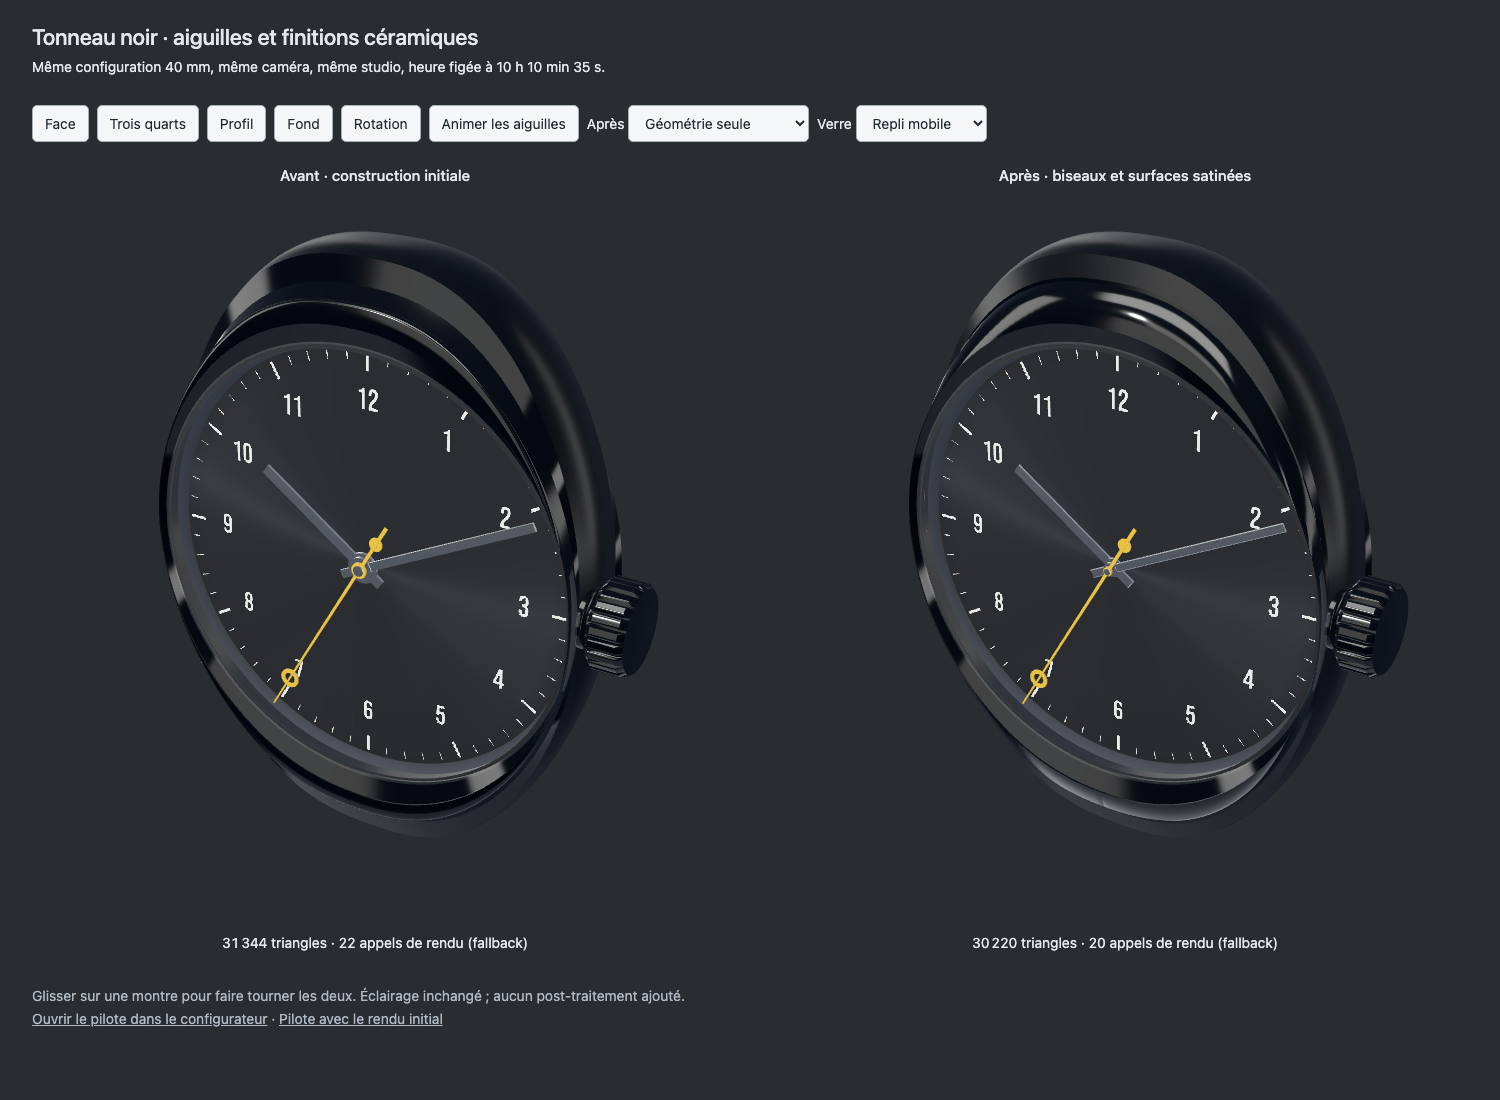 Tonneau noir · aiguilles et finitions céramiques
Même configuration 40 mm, même caméra, même studio, heure figée à 10 h 10 min 35 s.
Face Trois quarts Profil Fond Rotation Animer les aiguilles Après Géométrie seule Verre Repli mobile
Avant · construction initiale
Après · biseaux et surfaces satinées
12
1
2
3
4
5
6
7
8
9
10
11
12
1
2
3
4
5
6
7
8
9
10
11
31 344 triangles · 22 appels de rendu (fallback)
30 220 triangles · 20 appels de rendu (fallback)
Glisser sur une montre pour faire tourner les deux. Éclairage inchangé ; aucun post-traitement ajouté.
Ouvrir le pilote dans le configurateur · Pilote avec le rendu initial